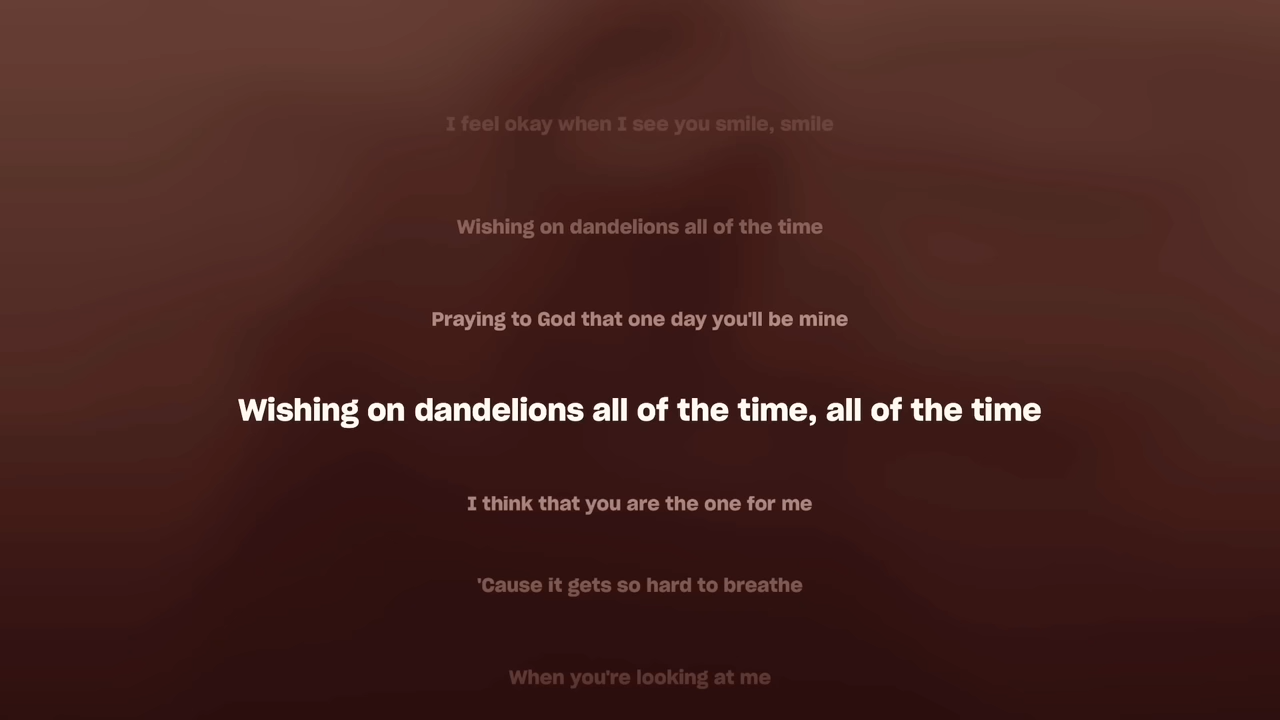 I feel okay when I see you smile, smile
Wishing on dandelions all of the time
Praying to God that one day you'll be mine
Wishing on dandelions all of the time, all of the time
I think that you are the one for me
'Cause it gets so hard to breathe
When you're looking at me